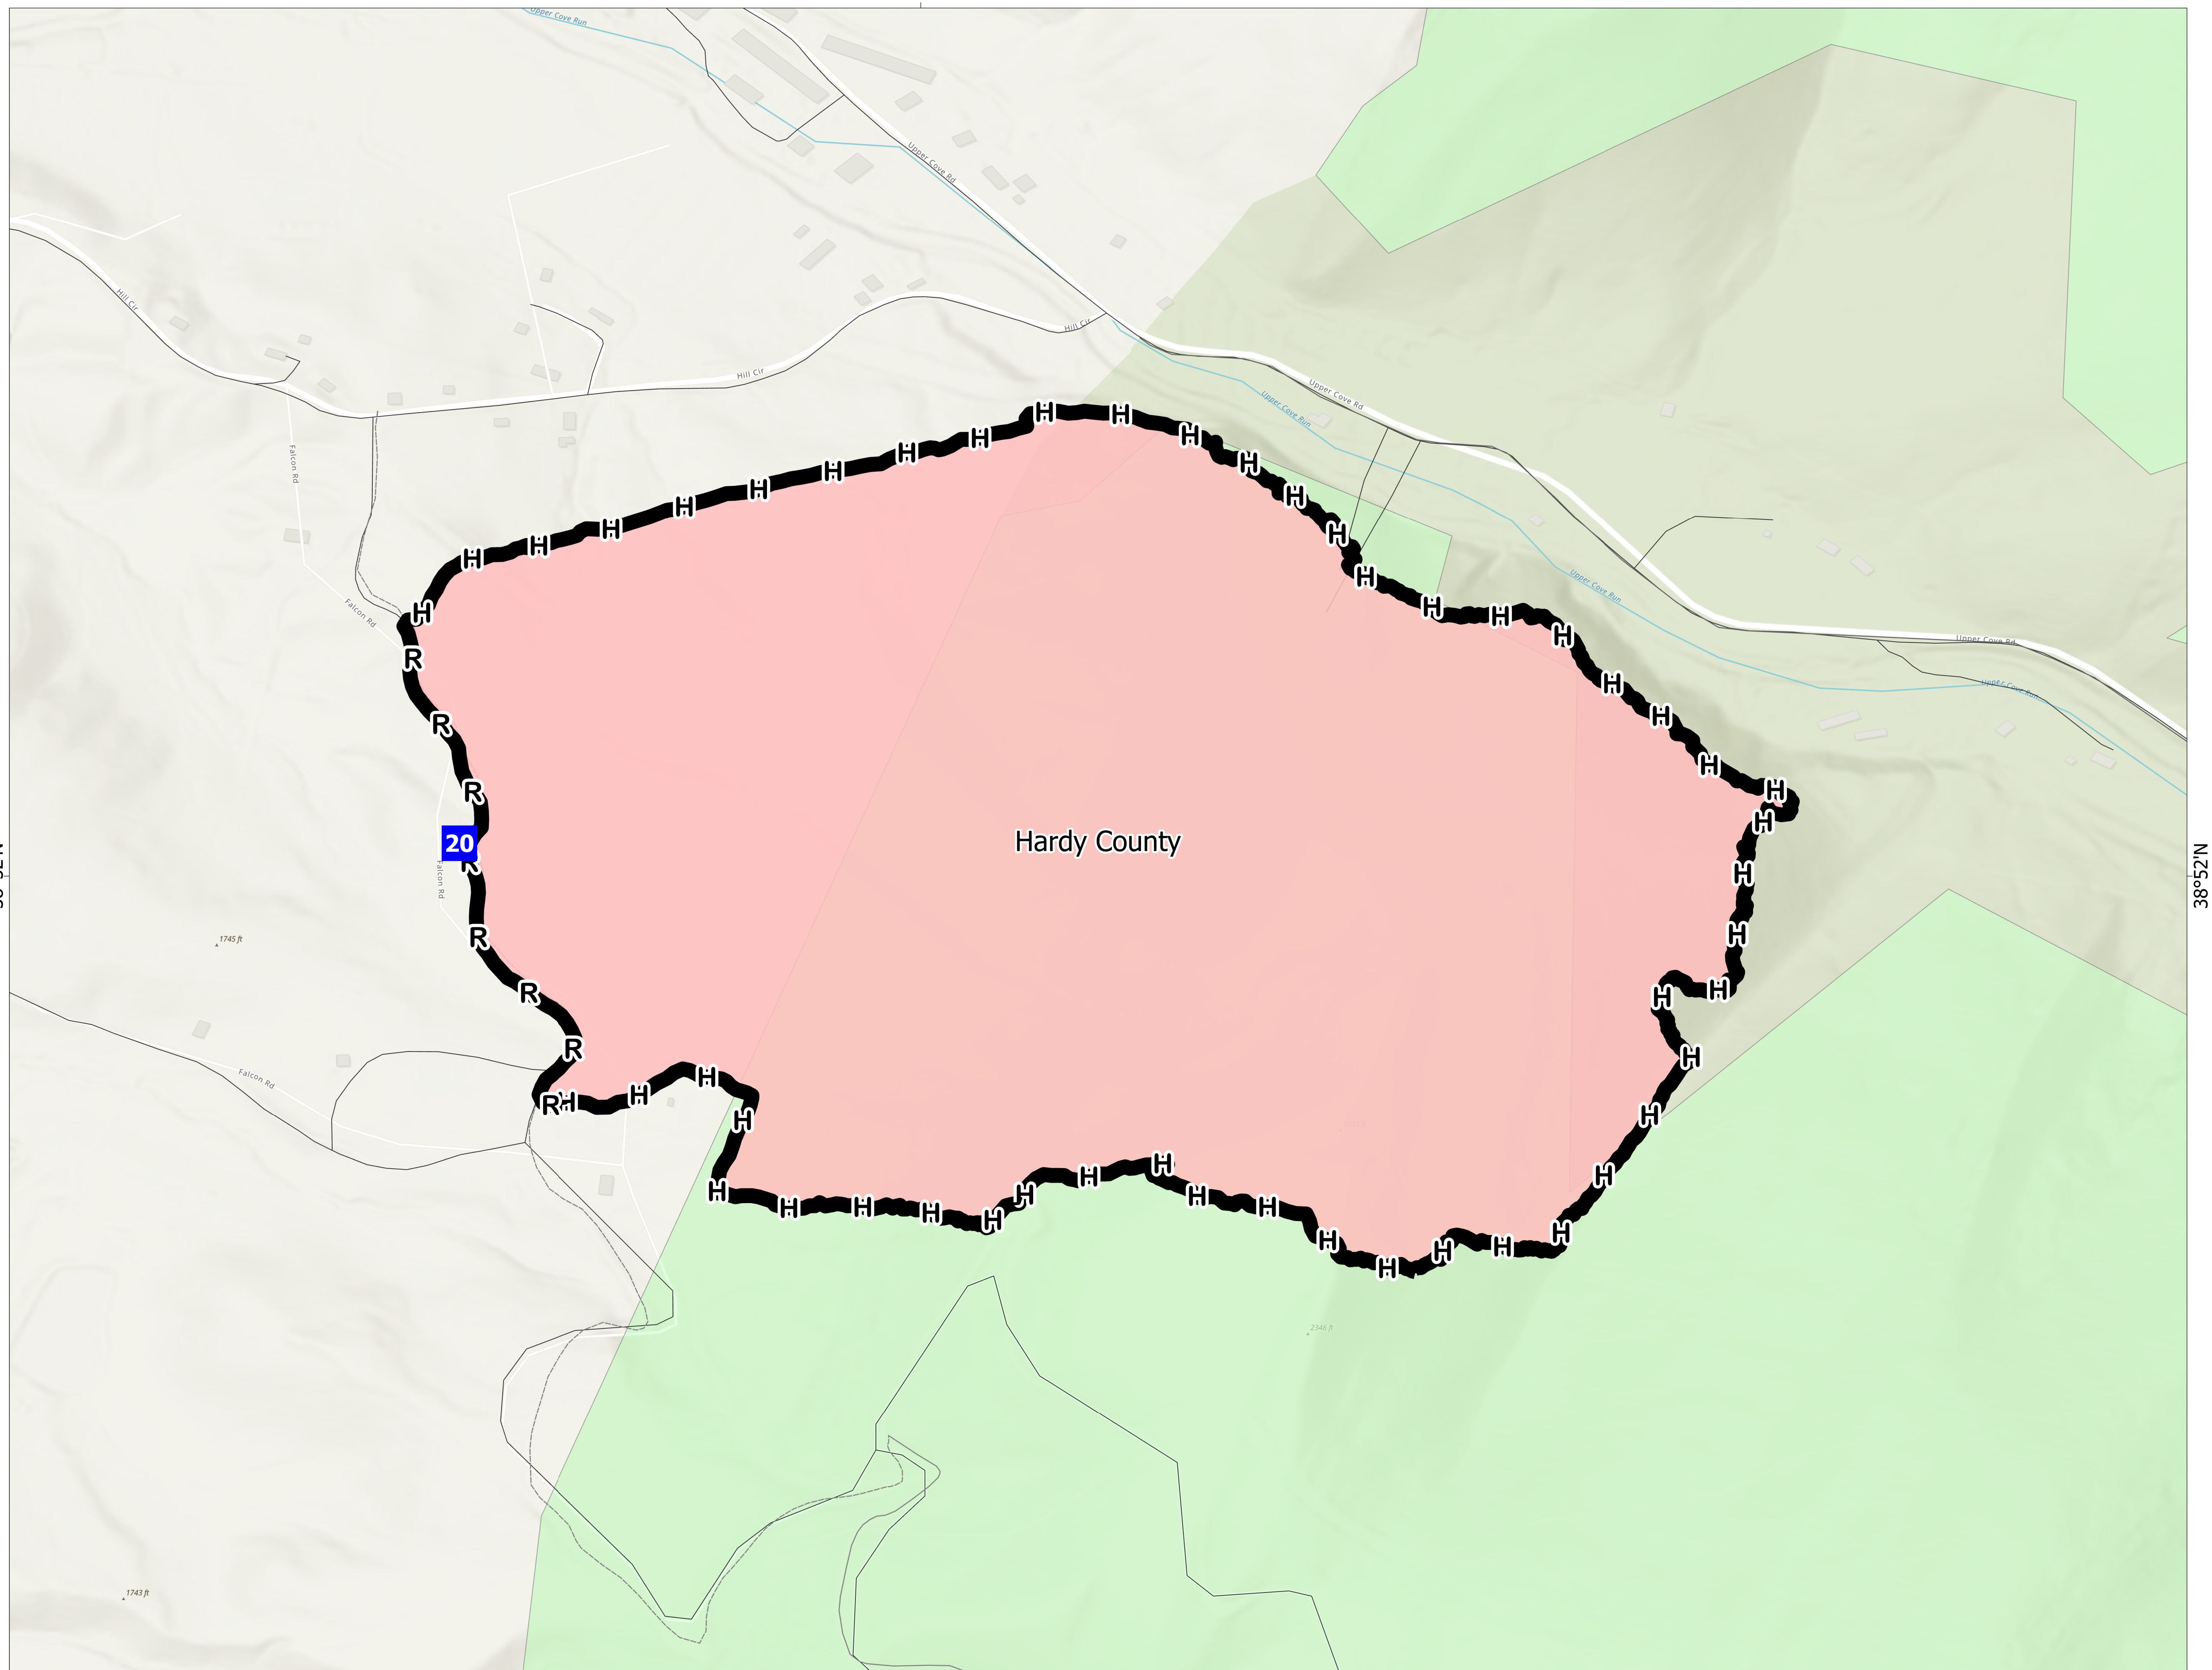 Upper Cove Run
Upper Cove Rd
Hill Cir
Hill Cir
Hill Cir
Upper Cove Rd
Upper Cove Run
H H H H H
H H H H H H H H
Falcon Rd
H H H H H H
Upper Cove Run
Falcon Rd
Upper Cove Rd
Upper Cove Run
R
R
R
20
R
Falcon Rd
R
R
R
H H H H H H H H H
Hardy County
38°52'N
1745 ft
Falcon Rd
R H H H H
H H H H H H H H H H H H H H H H
2346 ft
1743 ft